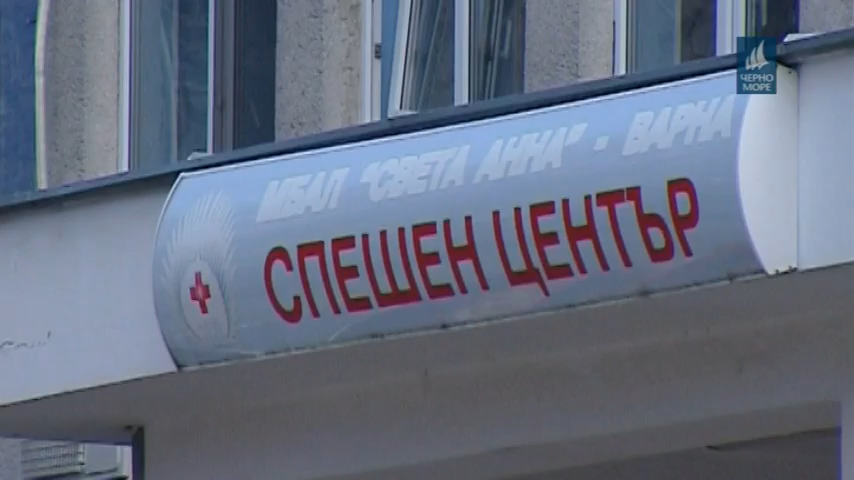 ЧЕРНО
МОРЕ
МБАЛ "СВЕТА АННА" - ВАРНА
СПЕШЕН ЦЕНТЪР